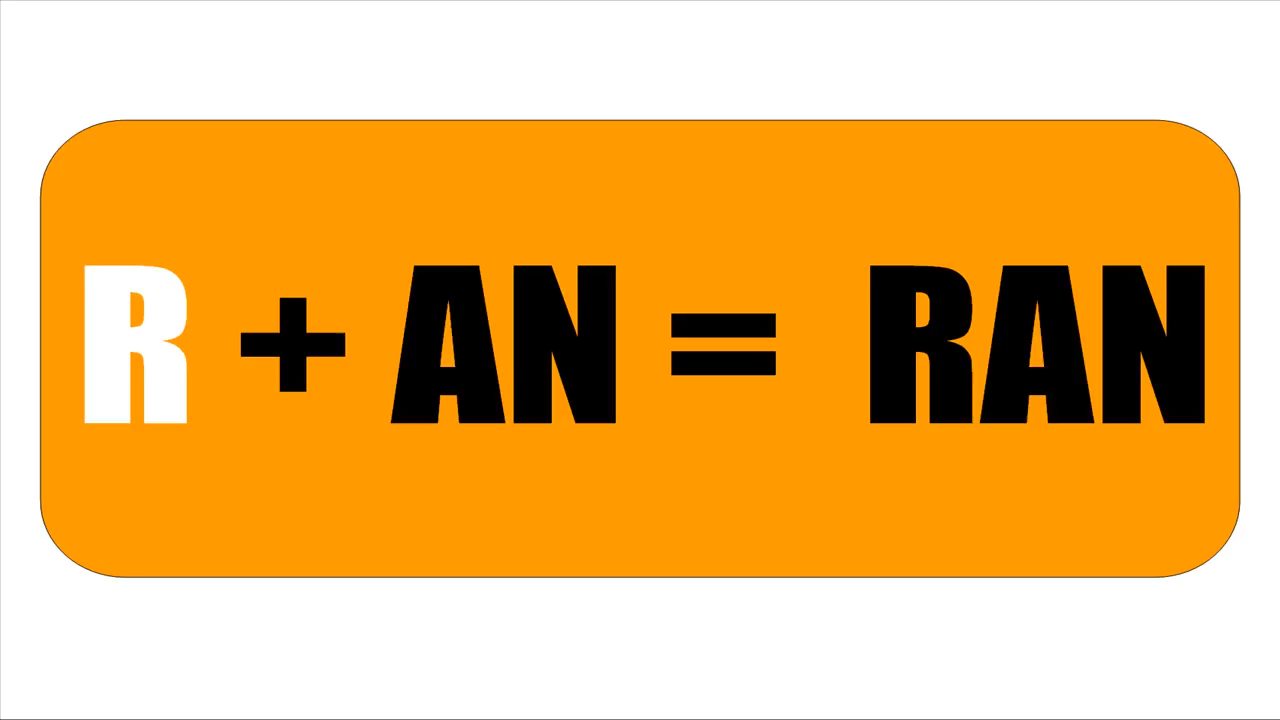 R + AN = RAN